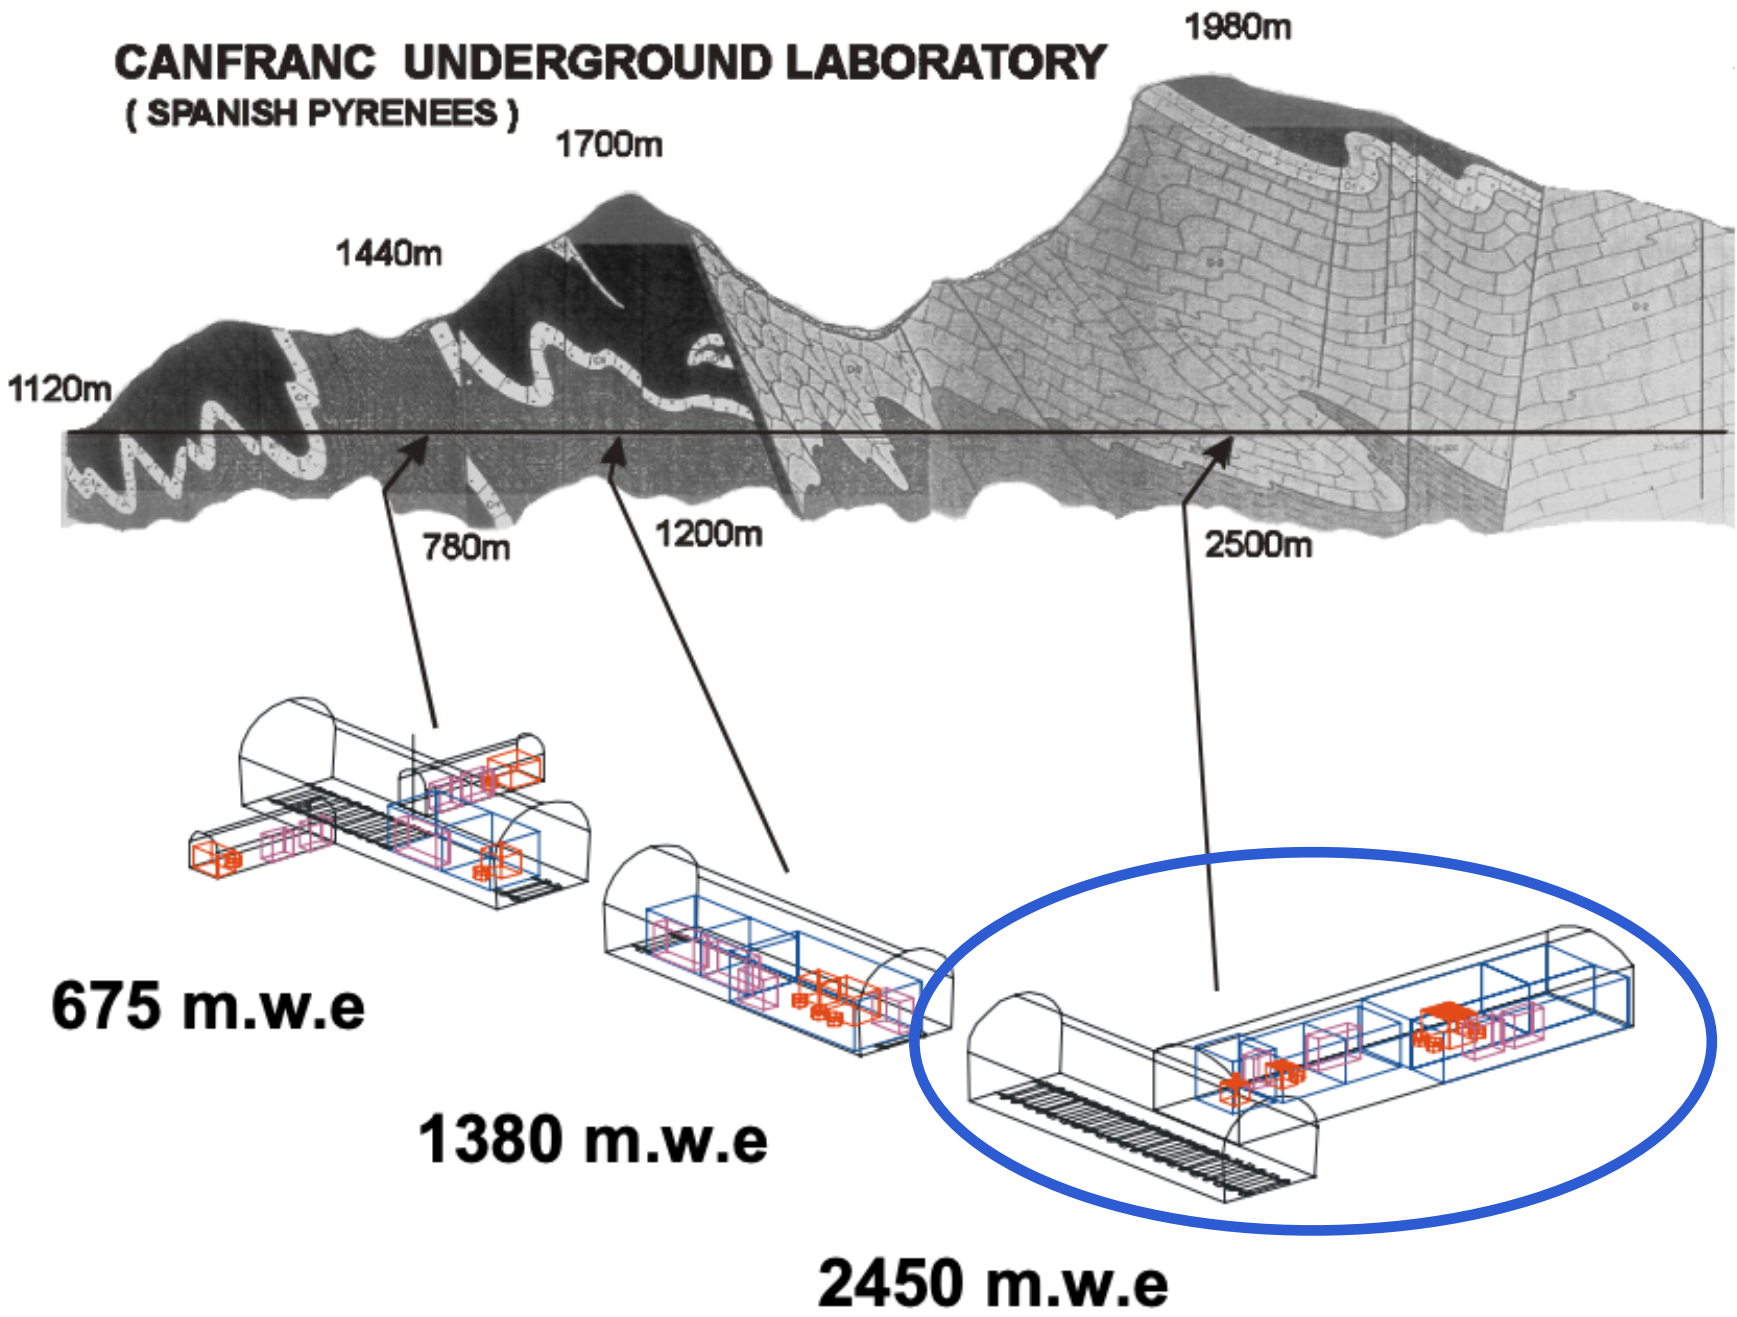 1980m
CANFRANC UNDERGROUND LABORATORY
( SPANISH PYRENEES )
1700m
1440m
1120m
780m
1200m
2500m
675 m.w.e
1380 m.w.e
2450 m.w.e